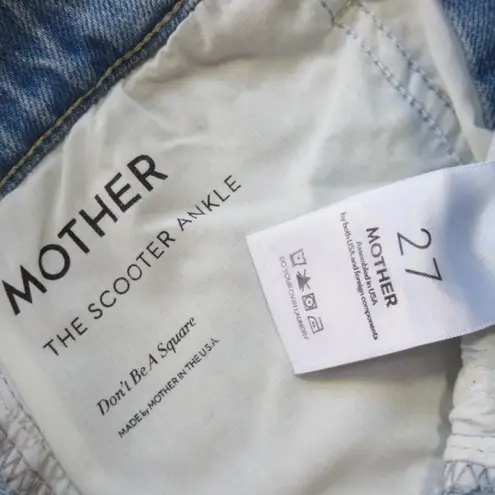 MOTHER
THE SCOOTER ANKLE
Don't Be A Square
MADE by MOTHER IN THE U.S.A.
27
MOTHER
Assembled in USA
by both USA and foreign components
DO YOUR OWN LAUNDRY